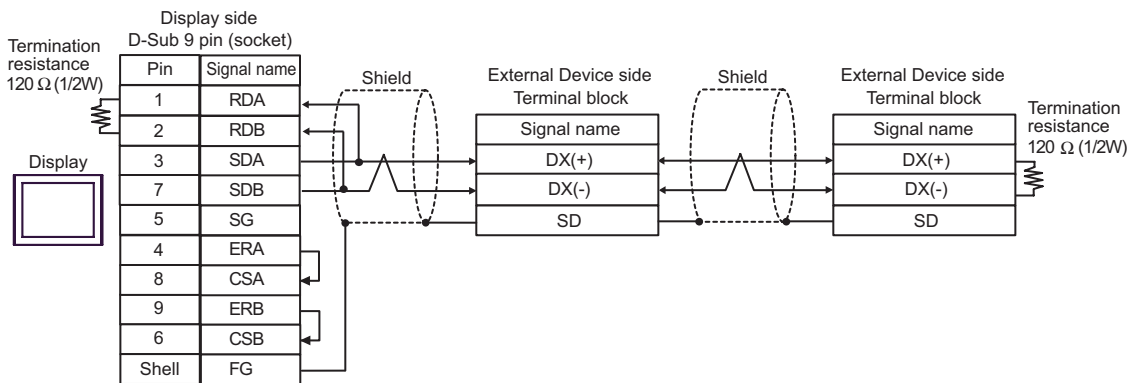 Display side
D-Sub 9 pin (socket)
Termination
resistance
120 Ω (1/2W)
Pin Signal name
1 RDA
2 RDB
3 SDA
7 SDB
5 SG
4 ERA
8 CSA
9 ERB
6 CSB
Shell FG
Display
Shield
External Device side
Terminal block
Signal name
DX(+)
DX(-)
SD
Shield
External Device side
Terminal block
Signal name
DX(+)
DX(-)
SD
Termination
resistance
120 Ω (1/2W)